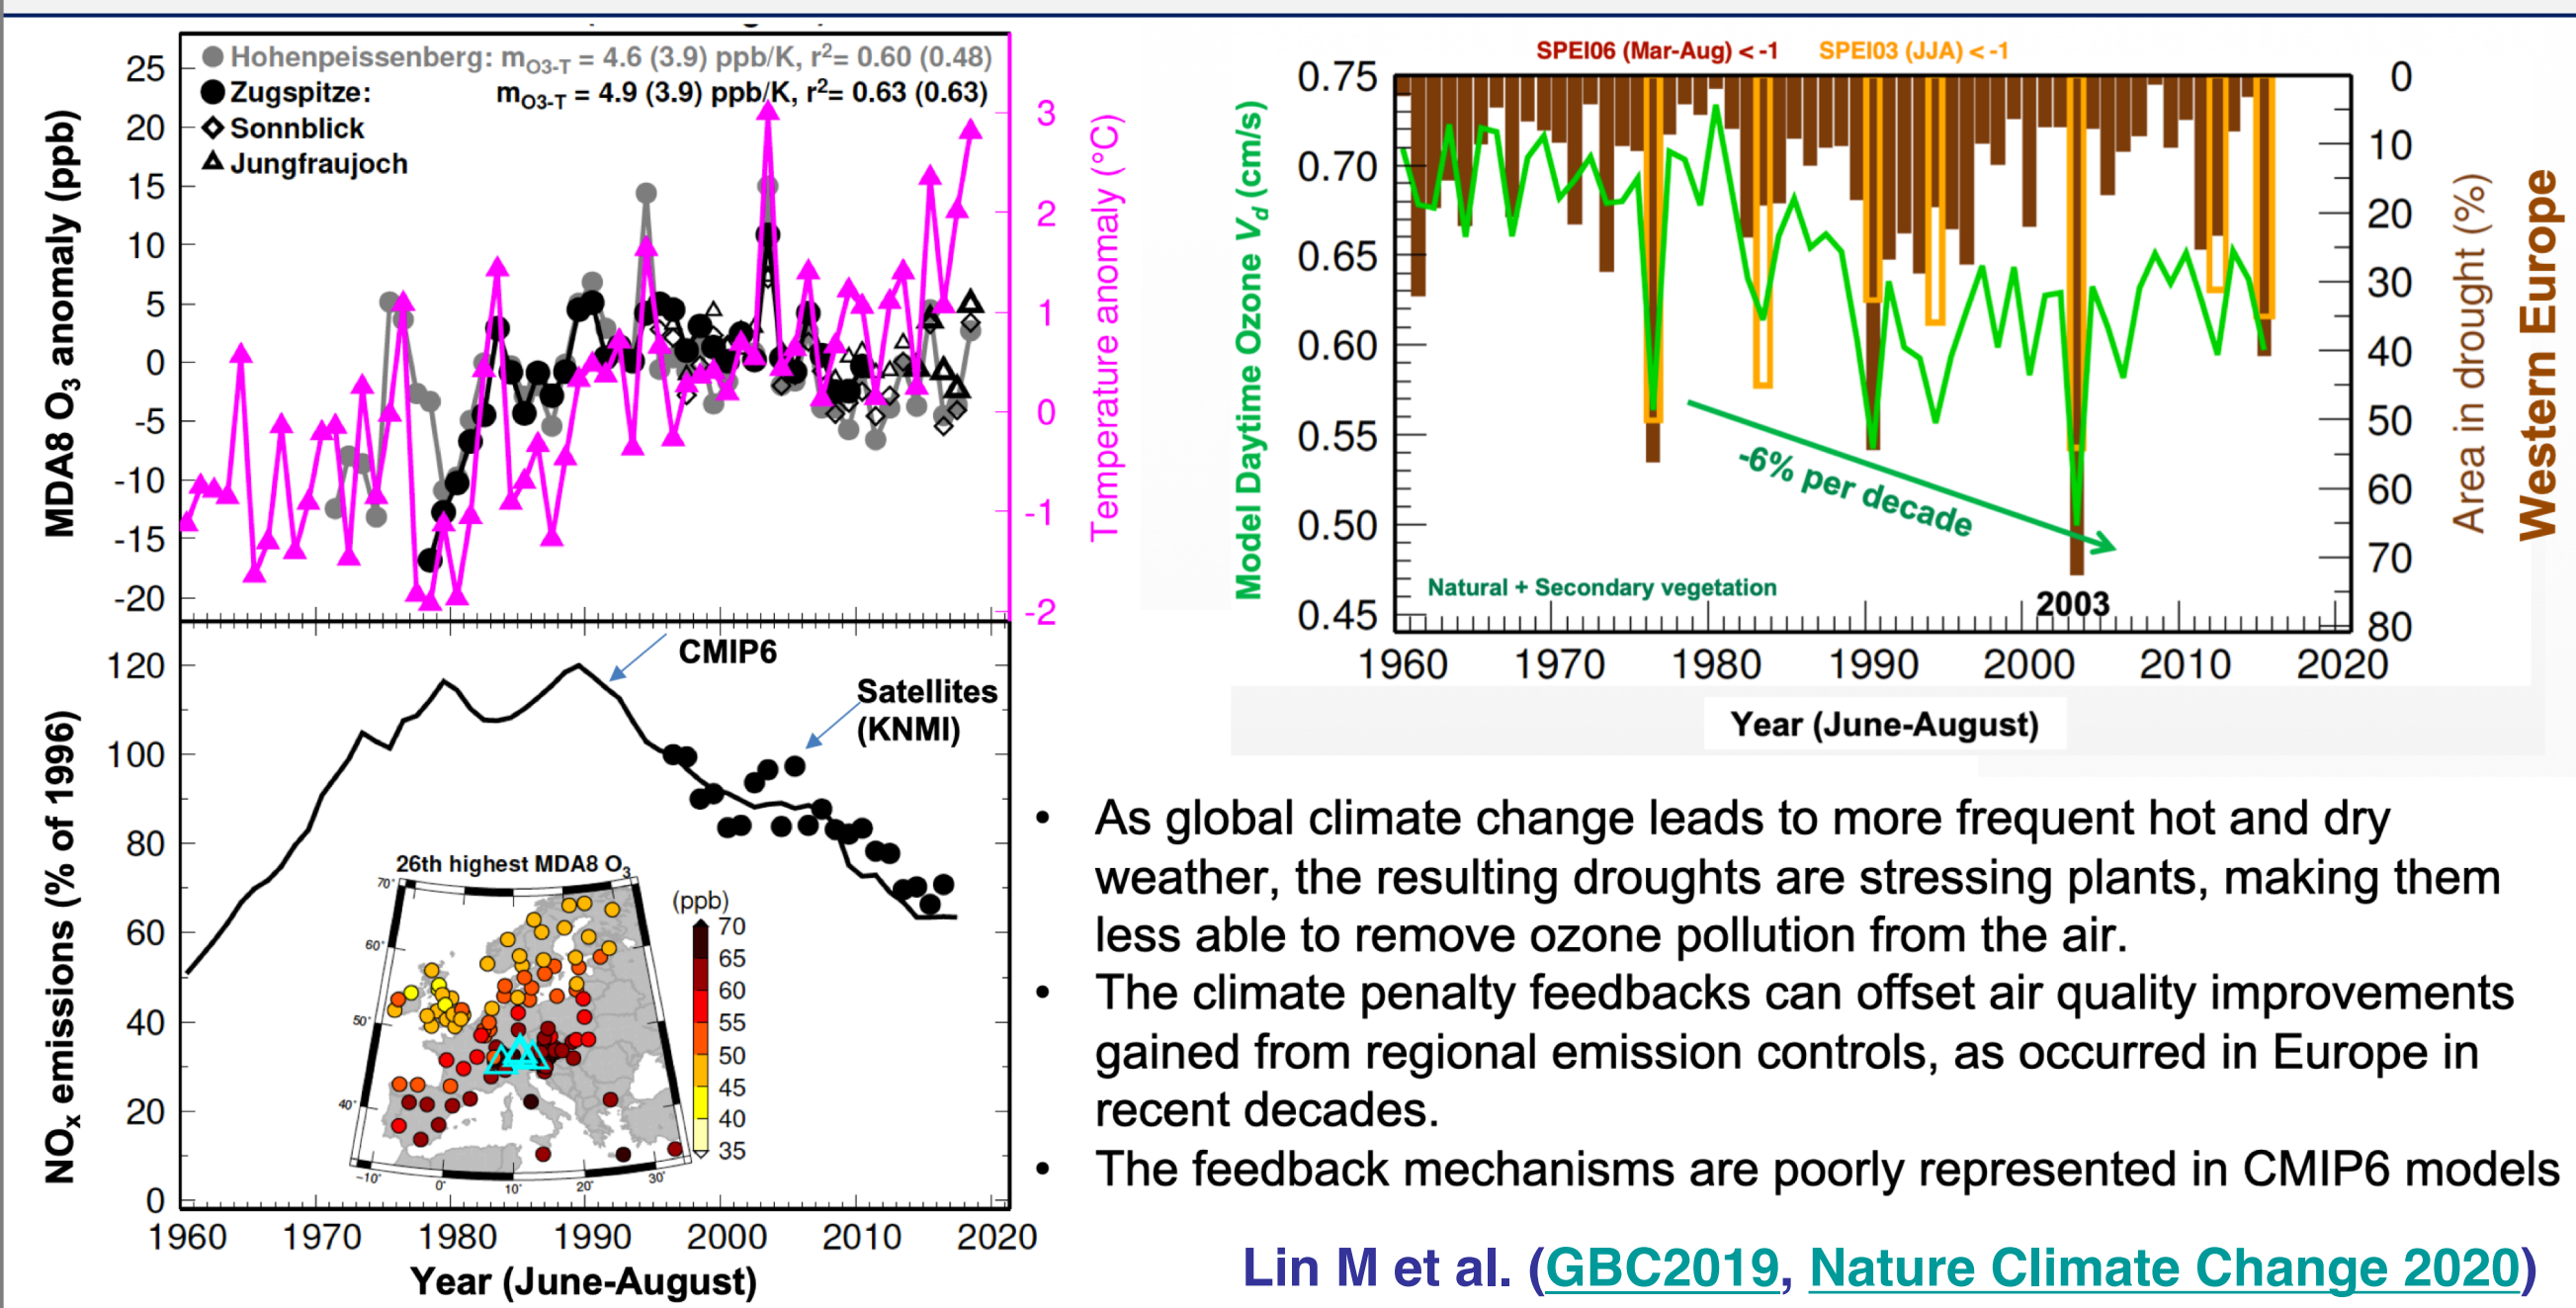 Hohenpeissenberg: mO3-T = 4.6 (3.9) ppb/K, r2= 0.60 (0.48)
Zugspitze: mO3-T = 4.9 (3.9) ppb/K, r2= 0.63 (0.63)
Sonnblick
Jungfraujoch
MDA8 O3 anomaly (ppb)
25
20
15
10
5
0
-5
-10
-15
-20
3
2
1
0
-1
-2
Temperature anomaly (°C)
CMIP6
Satellites
(KNMI)
NOx emissions (% of 1996)
120
100
80
60
40
20
0
26th highest MDA8 O3
(ppb)
70
65
60
55
50
45
40
35
70°
60°
50°
40°
-10° 0° 10° 20° 30°
1960 1970 1980 1990 2000 2010 2020
Year (June-August)
SPEI06 (Mar-Aug) < -1 SPEI03 (JJA) < -1
Model Daytime Ozone Vd (cm/s)
0.75
0.70
0.65
0.60
0.55
0.50
0.45
-6% per decade
Natural + Secondary vegetation
2003
0
10
20
30
40
50
60
70
80
Area in drought (%)
Western Europe
1960 1970 1980 1990 2000 2010 2020
Year (June-August)
• As global climate change leads to more frequent hot and dry
weather, the resulting droughts are stressing plants, making them
less able to remove ozone pollution from the air.
• The climate penalty feedbacks can offset air quality improvements
gained from regional emission controls, as occurred in Europe in
recent decades.
• The feedback mechanisms are poorly represented in CMIP6 models
Lin M et al. (GBC2019, Nature Climate Change 2020)